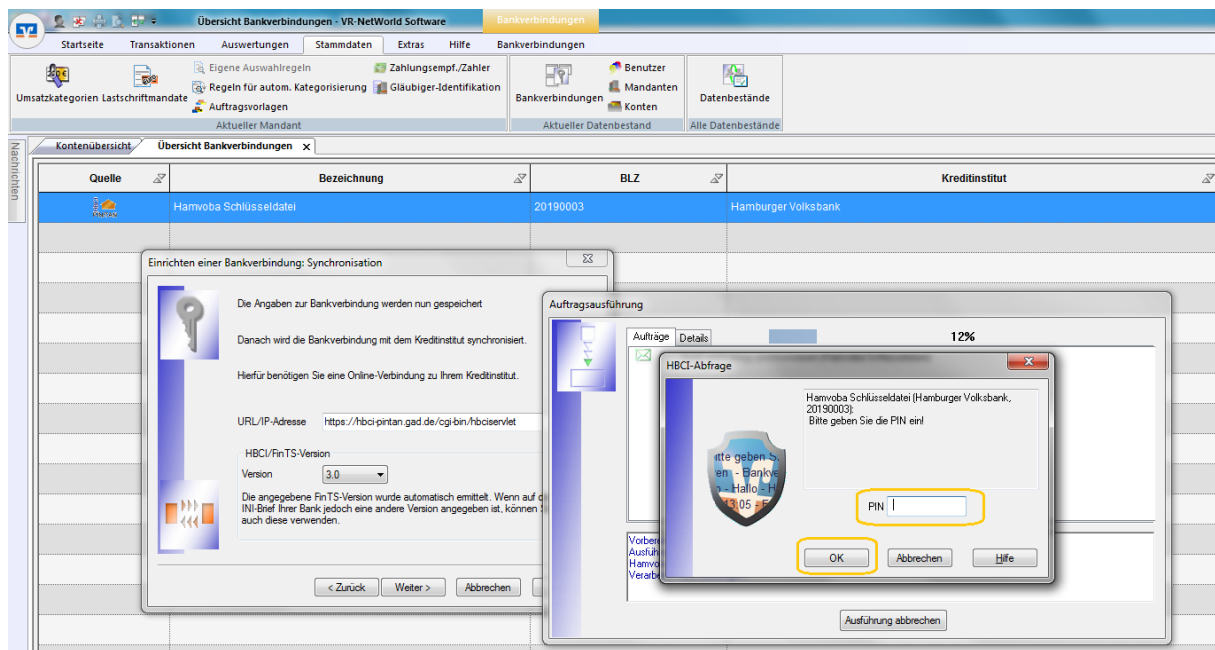 Übersicht Bankverbindungen - VR-NetWorld Software
Bankverbindungen
Startseite Transaktionen Auswertungen Stammdaten Extras Hilfe Bankverbindungen
Umsatzkategorien
Lastschriftmandate
Eigene Auswahlregeln
Regeln für autom. Kategorisierung
Auftragsvorlagen
Zahlungsempf./Zahler
Gläubiger-Identifikation
Aktueller Mandant
Bankverbindungen
Benutzer
Mandanten
Konten
Aktueller Datenbestand
Datenbestände
Alle Datenbestände
Nachrichten
Kontenübersicht
Übersicht Bankverbindungen x
Quelle Bezeichnung BLZ Kreditinstitut
Hamvoba Schlüsseldatei 20190003 Hamburger Volksbank
Einrichten einer Bankverbindung: Synchronisation
Die Angaben zur Bankverbindung werden nun gespeichert
Danach wird die Bankverbindung mit dem Kreditinstitut synchronisiert.
Hierfür benötigen Sie eine Online-Verbindung zu Ihrem Kreditinstitut.
URL/IP-Adresse https://hbci-pintan.gad.de/cgi-bin/hbciservlet
HBCI/FinTS-Version
Version 3.0
Die angegebene FinTS-Version wurde automatisch ermittelt. Wenn auf
INI-Brief Ihrer Bank jedoch eine andere Version angegeben ist, können
auch diese verwenden.
< Zurück Weiter > Abbrechen
Auftragsausführung
Aufträge Details 12%
HBCI-Abfrage
Hamvoba Schlüsseldatei (Hamburger Volksbank,
20190003):
Bitte geben Sie die PIN ein!
itte geben S
en - Bankve
n - Hallo - H
13:05 - F
PIN
OK Abbrechen Hilfe
Vorbere
Ausfüh
Hamvo
Verarbe
Ausführung abbrechen